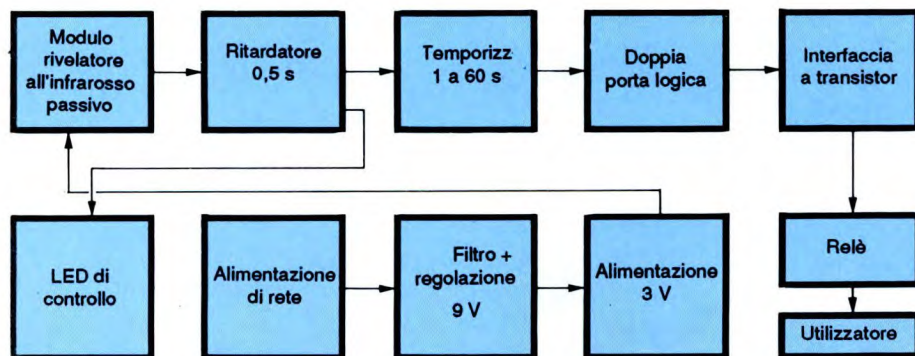 Modulo
rivelatore
all'infrarosso
passivo
Ritardatore
0,5 s
Temporizz
1 a 60 s
Doppia
porta logica
Interfaccia
a transistor
LED di
controllo
Alimentazione
di rete
Filtro +
regolazione
9 V
Alimentazione
3 V
Relè
Utilizzatore